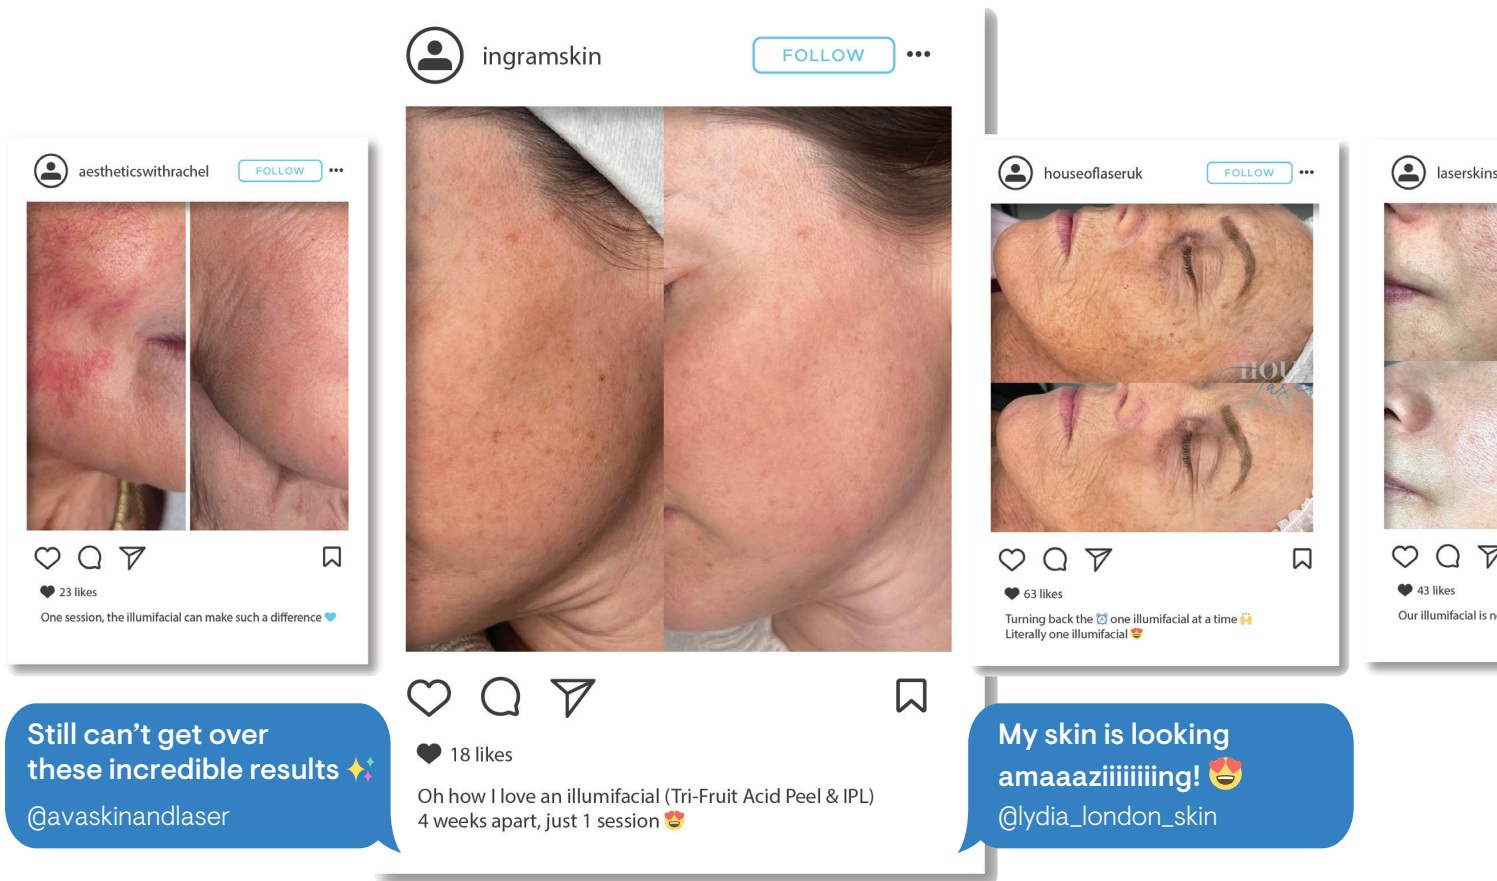 ingramskin
FOLLOW
18 likes
Oh how I love an illumifacial (Tri-Fruit Acid Peel & IPL)
4 weeks apart, just 1 session 😍
aestheticswithrachel
FOLLOW
23 likes
One session, the illumifacial can make such a difference 💙
Still can’t get over
these incredible results ✨
@avaskinandlaser
houseoflaseruk
FOLLOW
HOU
63 likes
Turning back the ⏰ one illumifacial at a time 🙌
Literally one illumifacial 😍
My skin is looking
amaaaziiiiiiiing! 😍
@lydia_london_skin
laserskins
43 likes
Our illumifacial is n